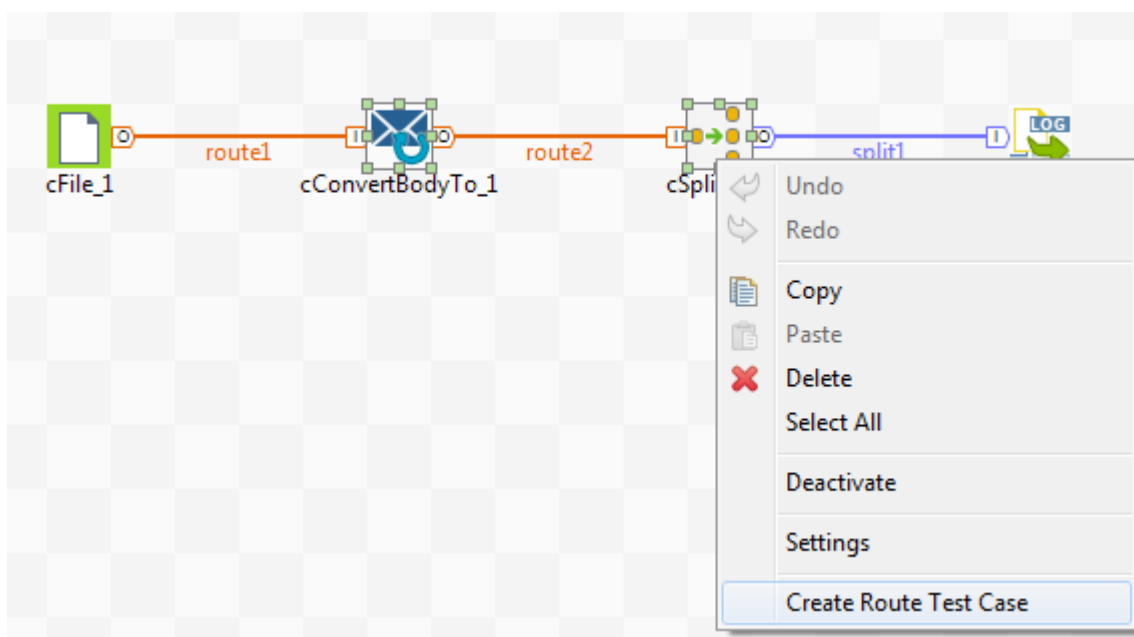 O
route1
I
O
route2
I
O
split1
I
LOG
cFile_1
cConvertBodyTo_1
cSpli
Undo
Redo
Copy
Paste
Delete
Select All
Deactivate
Settings
Create Route Test Case